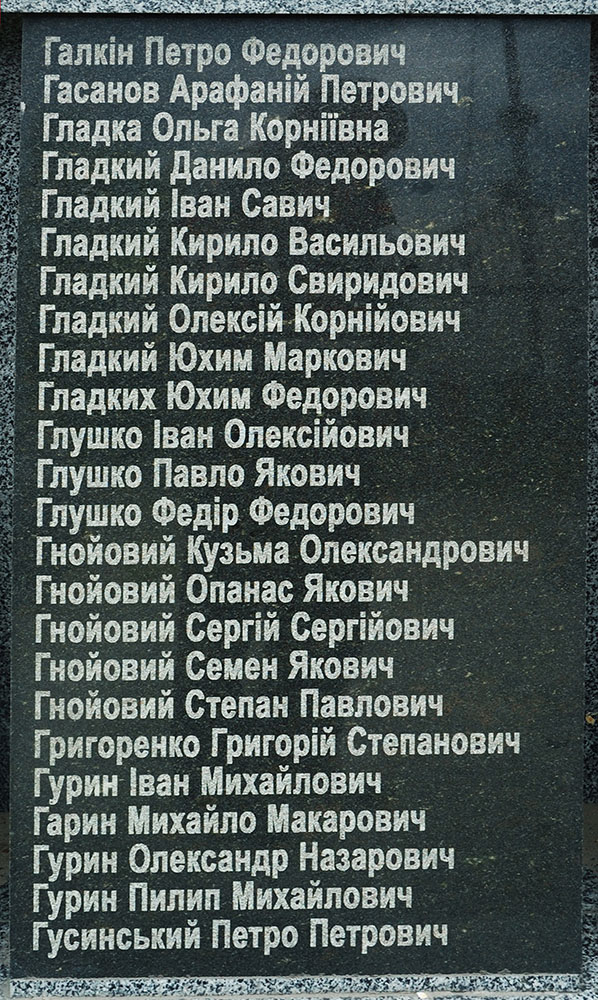 Галкін Петро Федорович
Гасанов Арафаній Петрович
Гладка Ольга Корніївна
Гладкий Данило Федорович
Гладкий Іван Савич
Гладкий Кирило Васильович
Гладкий Кирило Свиридович
Гладкий Олексій Корнійович
Гладкий Юхим Маркович
Гладких Юхим Федорович
Глушко Іван Олексійович
Глушко Павло Якович
Глушко Федір Федорович
Гнойовий Кузьма Олександрович
Гнойовий Опанас Якович
Гнойовий Сергій Сергійович
Гнойовий Семен Якович
Гнойовий Степан Павлович
Григоренко Григорій Степанович
Гурин Іван Михайлович
Гарин Михайло Макарович
Гурин Олександр Назарович
Гурин Пилип Михайлович
Гусинський Петро Петрович